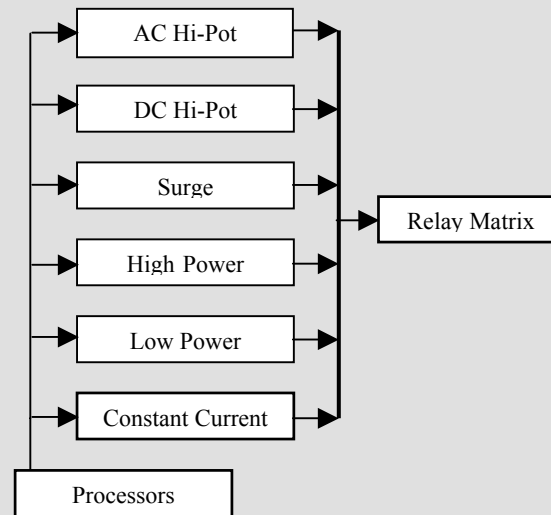 AC Hi-Pot
DC Hi-Pot
Surge
High Power
Relay Matrix
Low Power
Constant Current
Processors